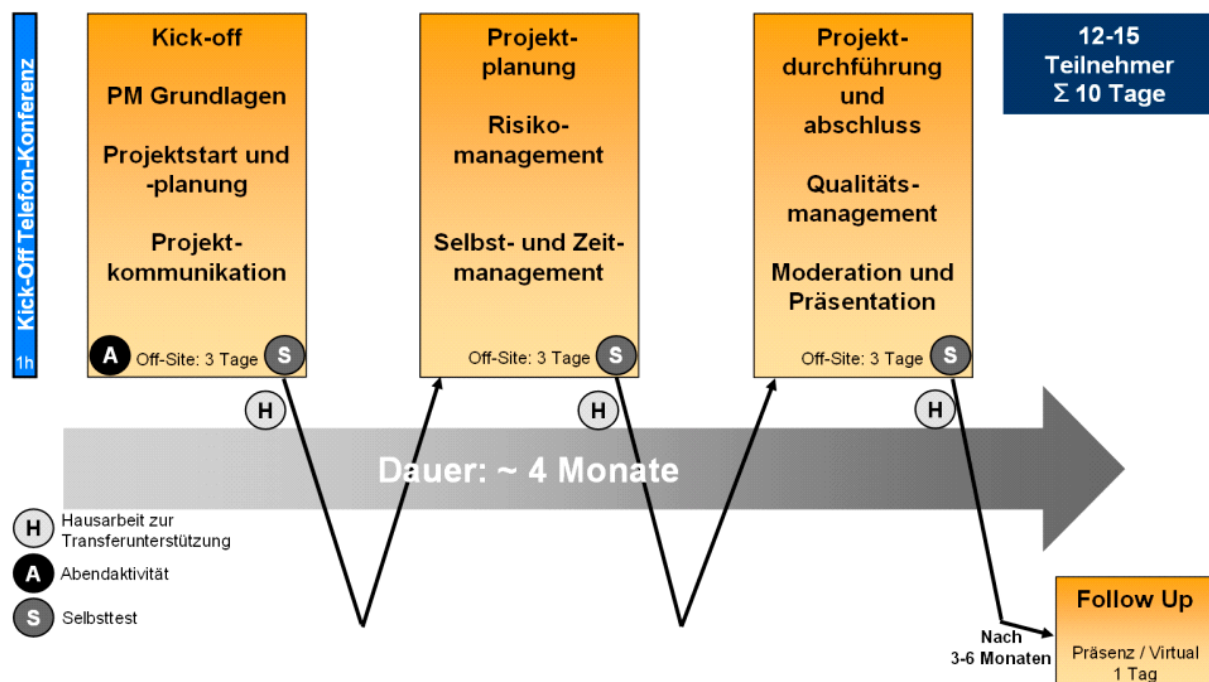 Kick-Off Telefon-Konferenz
1h
Kick-off
PM Grundlagen
Projektstart und
-planung
Projekt-
kommunikation
A
Off-Site: 3 Tage
S
H
Projekt-
planung
Risiko-
management
Selbst- und Zeit-
management
Off-Site: 3 Tage
S
H
Projekt-
durchführung
und
abschluss
Qualitäts-
management
Moderation und
Präsentation
Off-Site: 3 Tage
S
H
12-15
Teilnehmer
Σ 10 Tage
Dauer: ~ 4 Monate
H
Hausarbeit zur
Transferunterstützung
A
Abendaktivität
S
Selbsttest
Nach
3-6 Monaten
Follow Up
Präsenz / Virtual
1 Tag